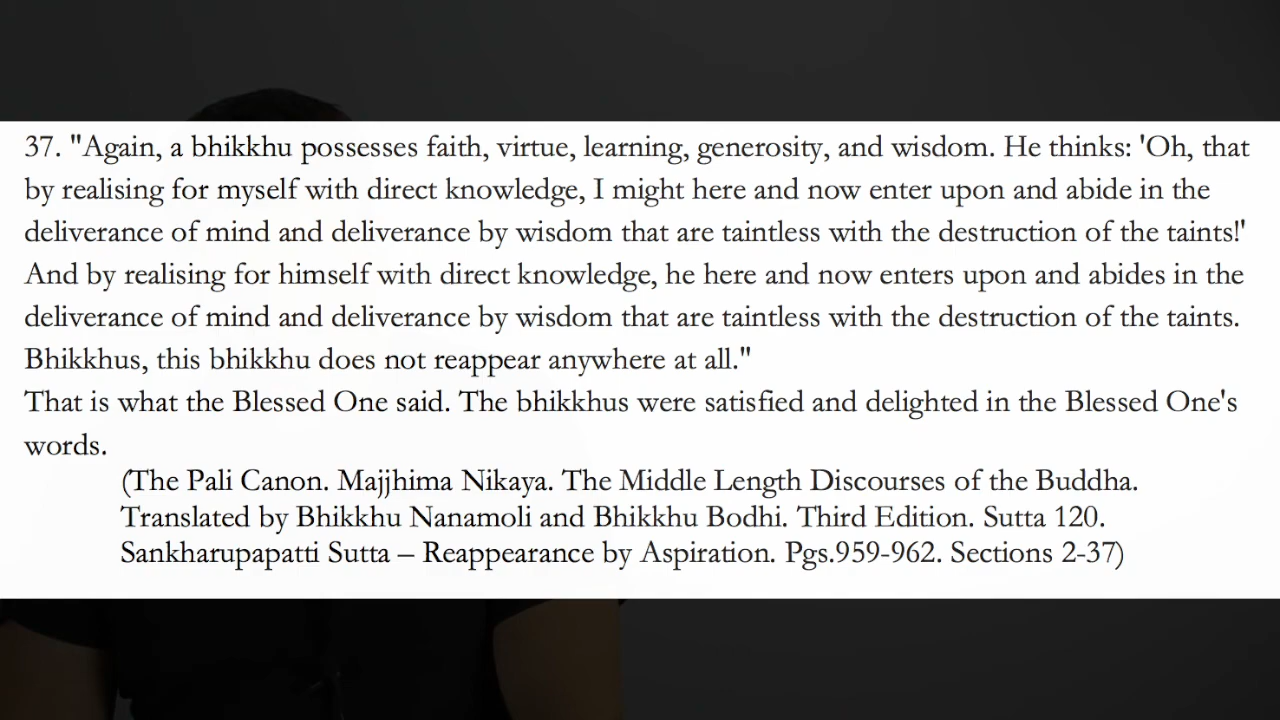 37. "Again, a bhikkhu possesses faith, virtue, learning, generosity, and wisdom. He thinks: 'Oh, that
by realising for myself with direct knowledge, I might here and now enter upon and abide in the
deliverance of mind and deliverance by wisdom that are taintless with the destruction of the taints!'
And by realising for himself with direct knowledge, he here and now enters upon and abides in the
deliverance of mind and deliverance by wisdom that are taintless with the destruction of the taints.
Bhikkhus, this bhikkhu does not reappear anywhere at all."
That is what the Blessed One said. The bhikkhus were satisfied and delighted in the Blessed One's
words.
(The Pali Canon. Majjhima Nikaya. The Middle Length Discourses of the Buddha.
Translated by Bhikkhu Nanamoli and Bhikkhu Bodhi. Third Edition. Sutta 120.
Sankharupapatti Sutta – Reappearance by Aspiration. Pgs.959-962. Sections 2-37)